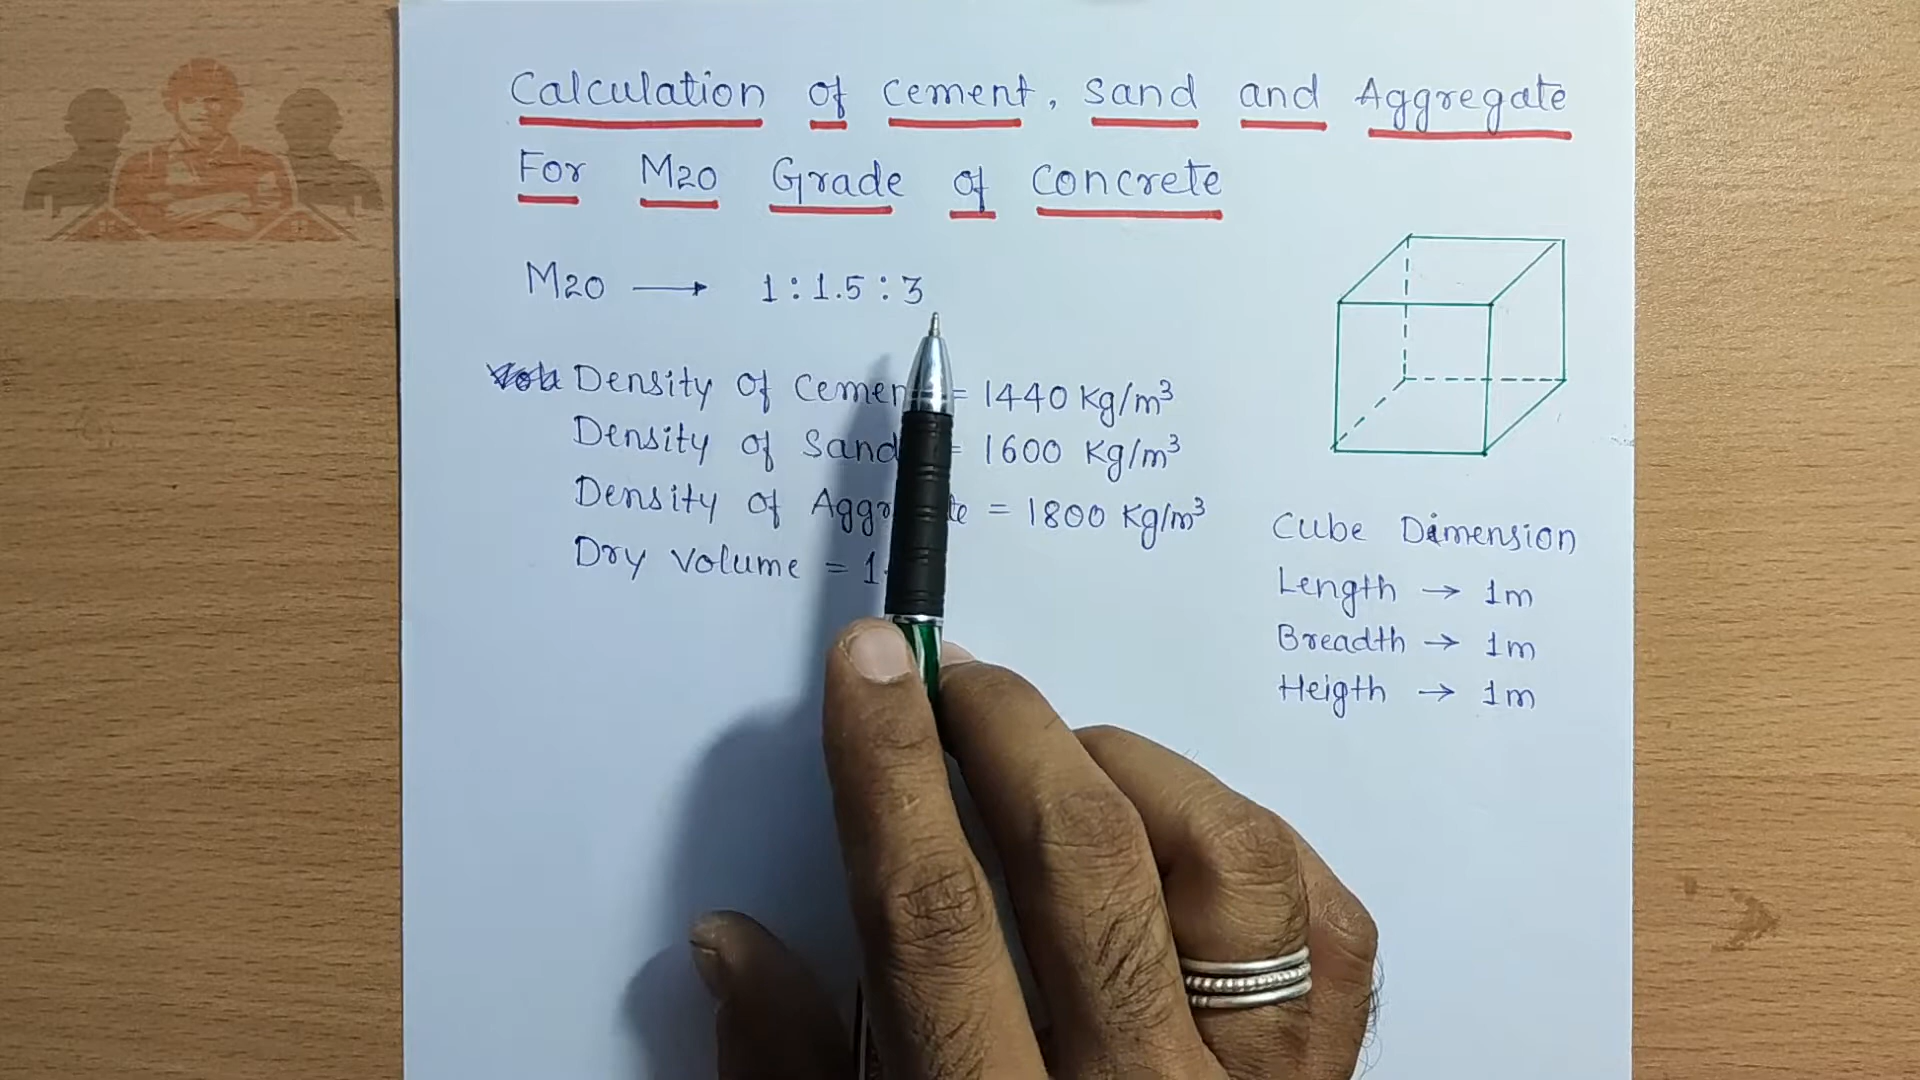 Calculation of cement, sand and Aggregate
For M20 Grade of concrete
M20 → 1 : 1.5 : 3
Density of = 1440 Kg/m³
Density of sand = 1600 Kg/m³
Density of = 1800 Kg/m³
Dry volume = 1.
Cube Dimension
Length → 1m
Breadth → 1m
Heigth → 1m